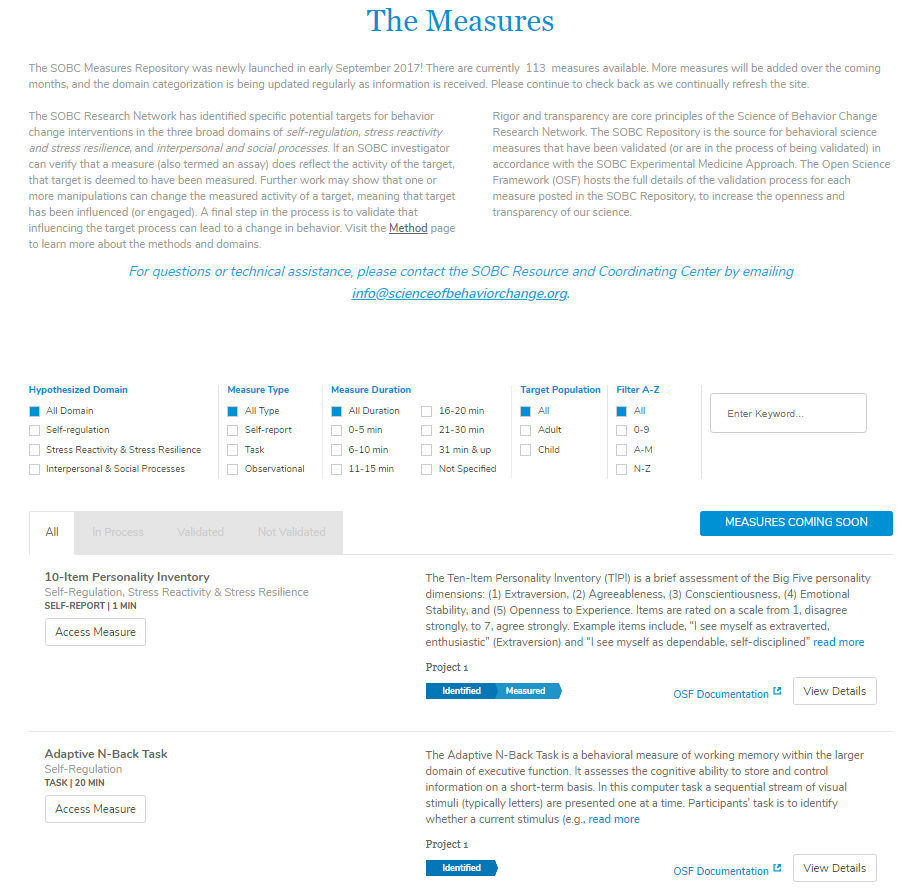 The Measures
The SOBC Measures Repository was newly launched in early September 2017! There are currently 113 measures available. More measures will be added over the coming
months, and the domain categorization is being updated regularly as information is received. Please continue to check back as we continually refresh the site.
The SOBC Research Network has identified specific potential targets for behavior
change interventions in the three broad domains of self-regulation, stress reactivity
and stress resilience, and interpersonal and social processes. If an SOBC investigator
can verify that a measure (also termed an assay) does reflect the activity of the target,
that target is deemed to have been measured. Further work may show that one or
more manipulations can change the measured activity of a target, meaning that target
has been influenced (or engaged). A final step in the process is to validate that
influencing the target process can lead to a change in behavior. Visit the Method page
to learn more about the methods and domains.
Rigor and transparency are core principles of the Science of Behavior Change
Research Network. The SOBC Repository is the source for behavioral science
measures that have been validated (or are in the process of being validated) in
accordance with the SOBC Experimental Medicine Approach. The Open Science
Framework (OSF) hosts the full details of the validation process for each
measure posted in the SOBC Repository, to increase the openness and
transparency of our science.
For questions or technical assistance, please contact the SOBC Resource and Coordinating Center by emailing
info@scienceofbehaviorchange.org.
Hypothesized Domain
All Domain
Self-regulation
Stress Reactivity & Stress Resilience
Interpersonal & Social Processes
Measure Type
All Type
Self-report
Task
Observational
Measure Duration
All Duration
0-5 min
6-10 min
11-15 min
16-20 min
21-30 min
31 min & up
Not Specified
Target Population
All
Adult
Child
Filter A-Z
All
0-9
A-M
N-Z
Enter Keyword...
All
In Process
Validated
Not Validated
MEASURES COMING SOON
10-Item Personality Inventory
Self-Regulation, Stress Reactivity & Stress Resilience
SELF-REPORT | 1 MIN
Access Measure
The Ten-Item Personality Inventory (TIPI) is a brief assessment of the Big Five personality
dimensions: (1) Extraversion, (2) Agreeableness, (3) Conscientiousness, (4) Emotional
Stability, and (5) Openness to Experience. Items are rated on a scale from 1, disagree
strongly, to 7, agree strongly. Example items include, "I see myself as extraverted,
enthusiastic" (Extraversion) and "I see myself as dependable, self-disciplined" read more
Project 1
Identified
Measured
OSF Documentation
View Details
Adaptive N-Back Task
Self-Regulation
TASK | 20 MIN
Access Measure
The Adaptive N-Back Task is a behavioral measure of working memory within the larger
domain of executive function. It assesses the cognitive ability to store and control
information on a short-term basis. In this computer task a sequential stream of visual
stimuli (typically letters) are presented one at a time. Participants' task is to identify
whether a current stimulus (e.g., read more
Project 1
Identified
OSF Documentation
View Details